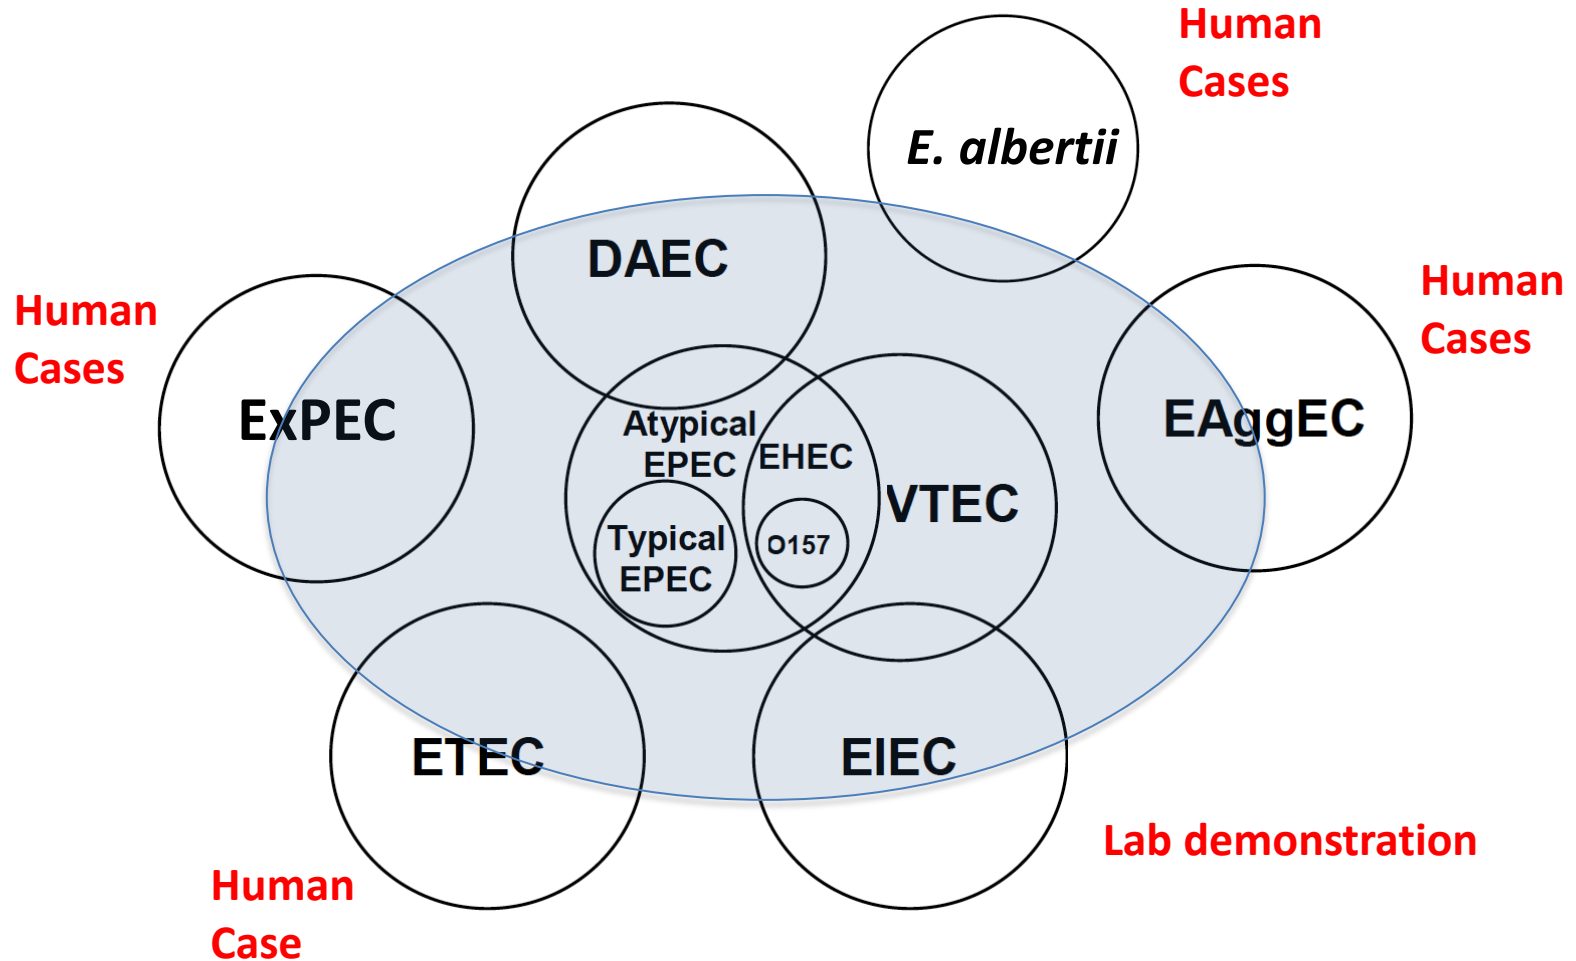 Human
Cases
E. albertii
DAEC
Human
Cases
Human
Cases
ExPEC
EAggEC
Atypical
EPEC
EHEC
VTEC
Typical
EPEC
O157
ETEC
EIEC
Lab demonstration
Human
Case